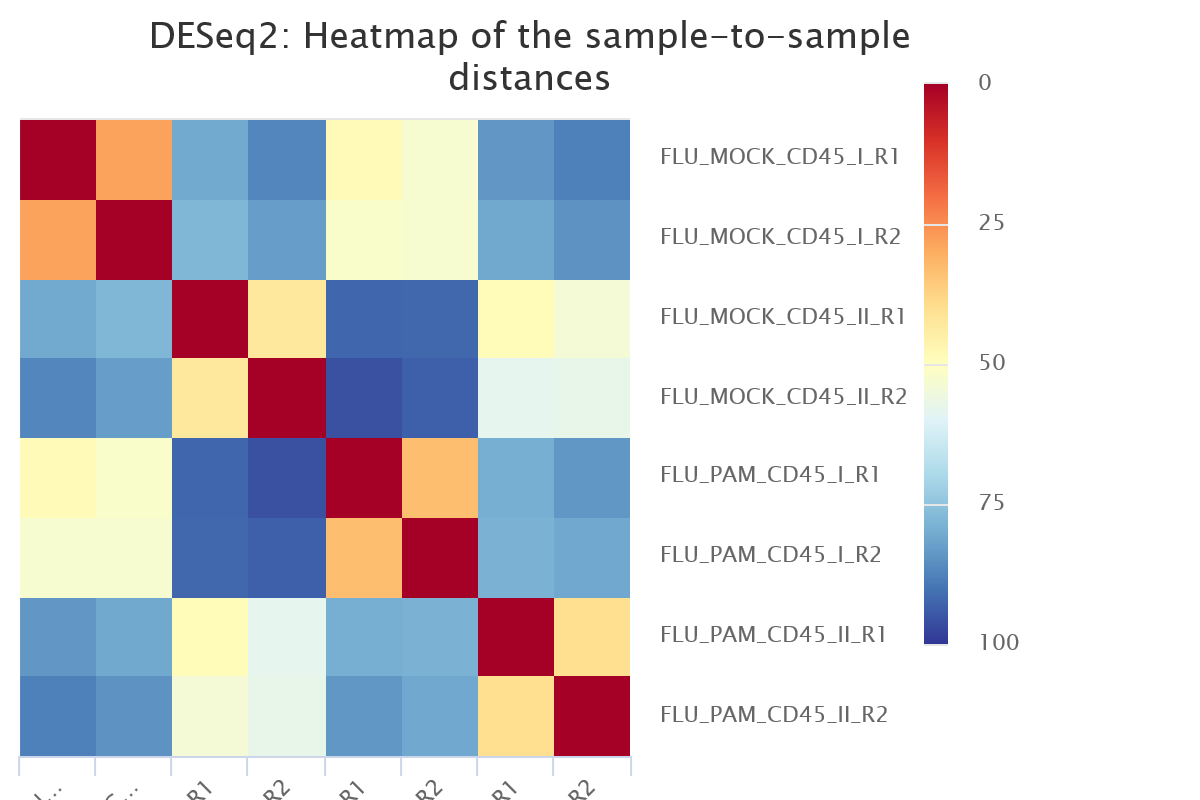 DESeq2: Heatmap of the sample-to-sample
distances
0
FLU_MOCK_CD45_I_R1
25
FLU_MOCK_CD45_I_R2
FLU_MOCK_CD45_II_R1
50
FLU_MOCK_CD45_II_R2
FLU_PAM_CD45_I_R1
75
FLU_PAM_CD45_I_R2
FLU_PAM_CD45_II_R1
100
FLU_PAM_CD45_II_R2
R1
R2
R1
R2
R1
R2